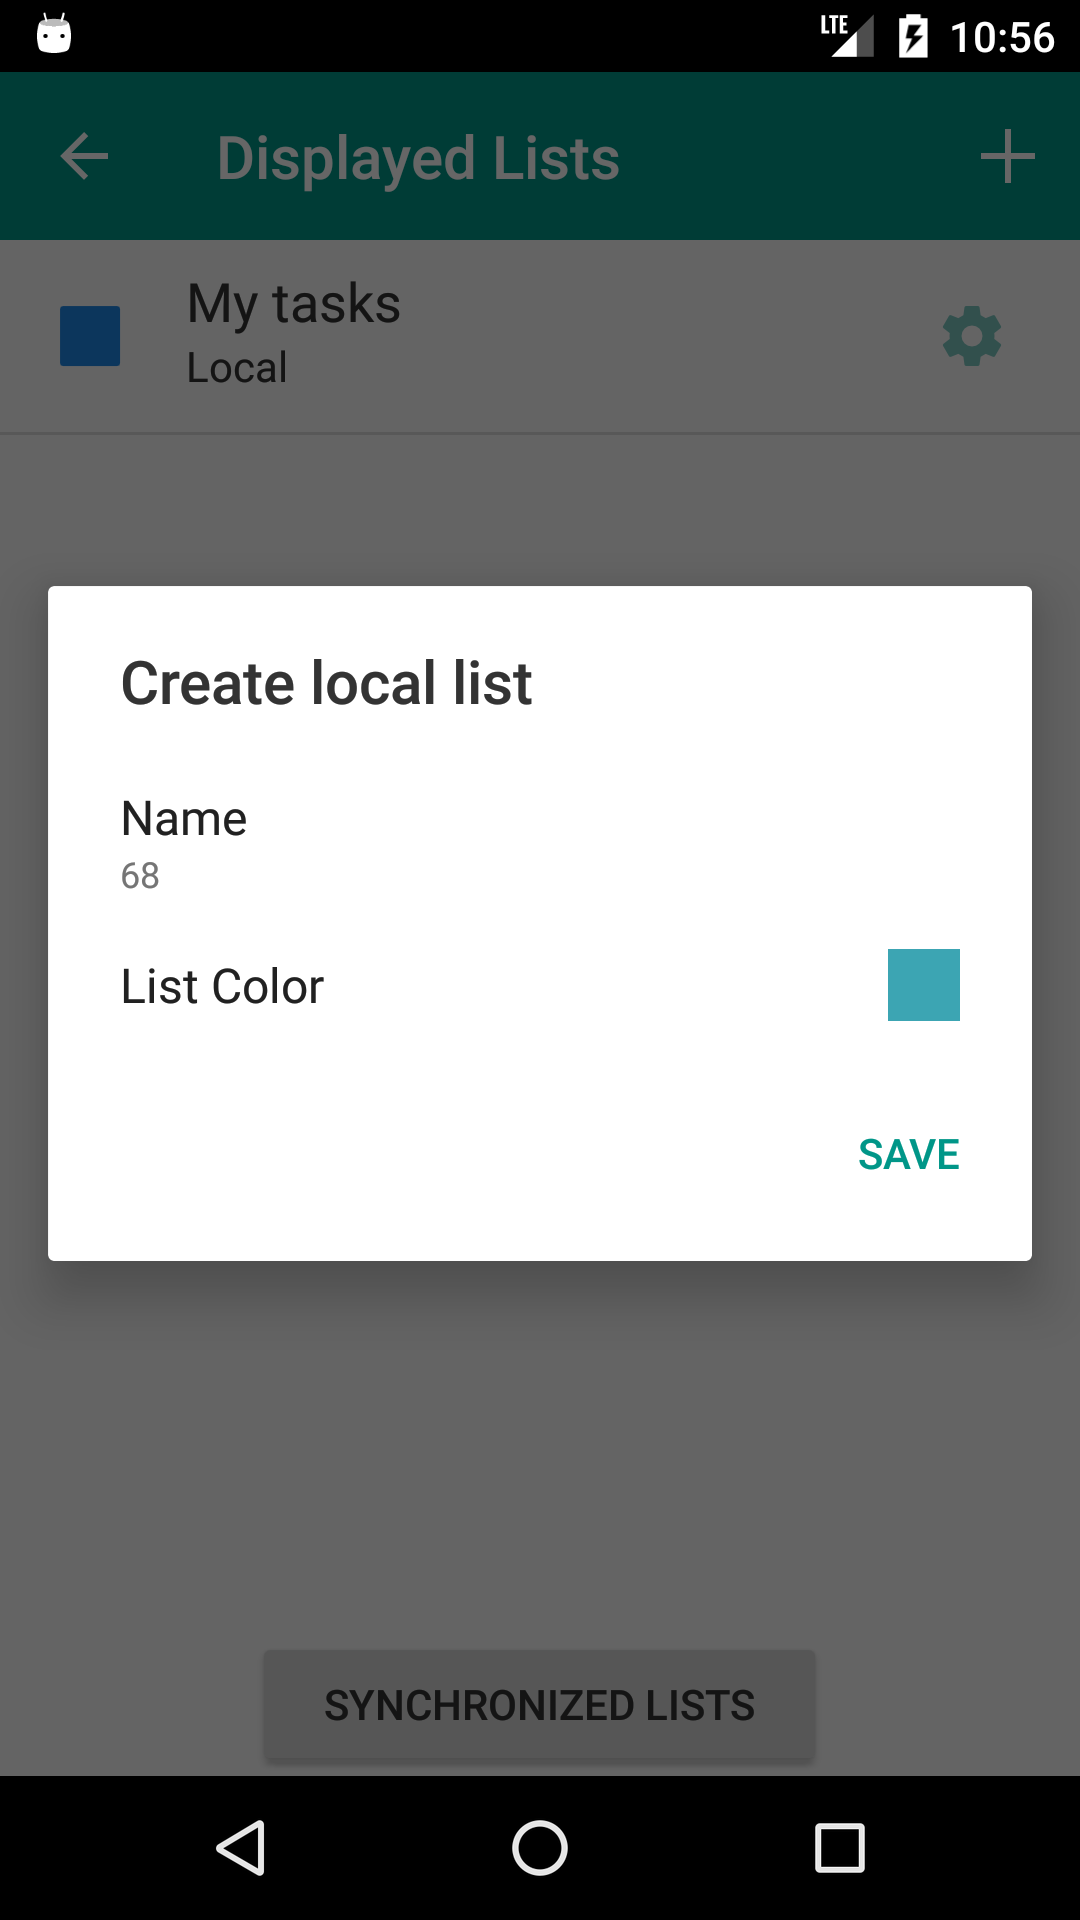 LTE 10:56
Displayed Lists
My tasks
Local
Create local list
Name
68
List Color
SAVE
SYNCHRONIZED LISTS